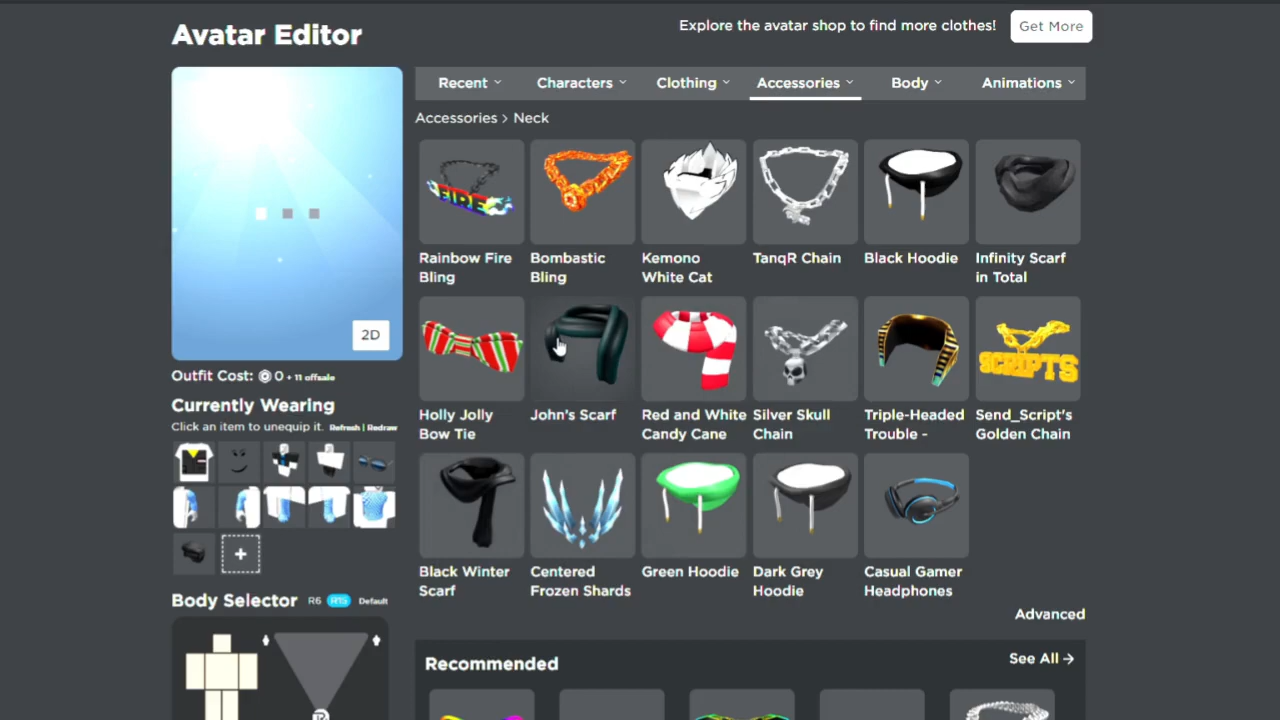 Avatar Editor
Explore the avatar shop to find more clothes!
Get More
Recent
Characters
Clothing
Accessories
Body
Animations
Accessories > Neck
FIRE
SCRIPTS
Rainbow Fire
Bling
Bombastic
Bling
Kemono
White Cat
TanqR Chain
Black Hoodie
Infinity Scarf
in Total
Holly Jolly
Bow Tie
John's Scarf
Red and White
Candy Cane
Silver Skull
Chain
Triple-Headed
Trouble -
Send_Script's
Golden Chain
Black Winter
Scarf
Centered
Frozen Shards
Green Hoodie
Dark Grey
Hoodie
Casual Gamer
Headphones
Advanced
Recommended
See All →
2D
Outfit Cost: 0 + 11 offsale
Currently Wearing
Click an item to unequip it. Refresh | Redraw
+
Body Selector R6 R15 Default